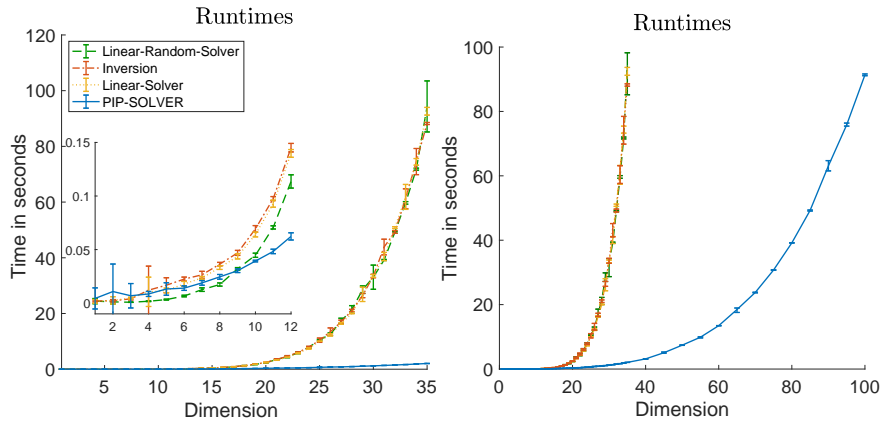 Runtimes
120
100
80
60
40
20
0
Time in seconds
Linear-Random-Solver
Inversion
Linear-Solver
PIP-SOLVER
0.15
0.1
0.05
0
2 4 6 8 10 12
5 10 15 20 25 30 35
Dimension
Runtimes
100
80
60
40
20
0
Time in seconds
0 20 40 60 80 100
Dimension